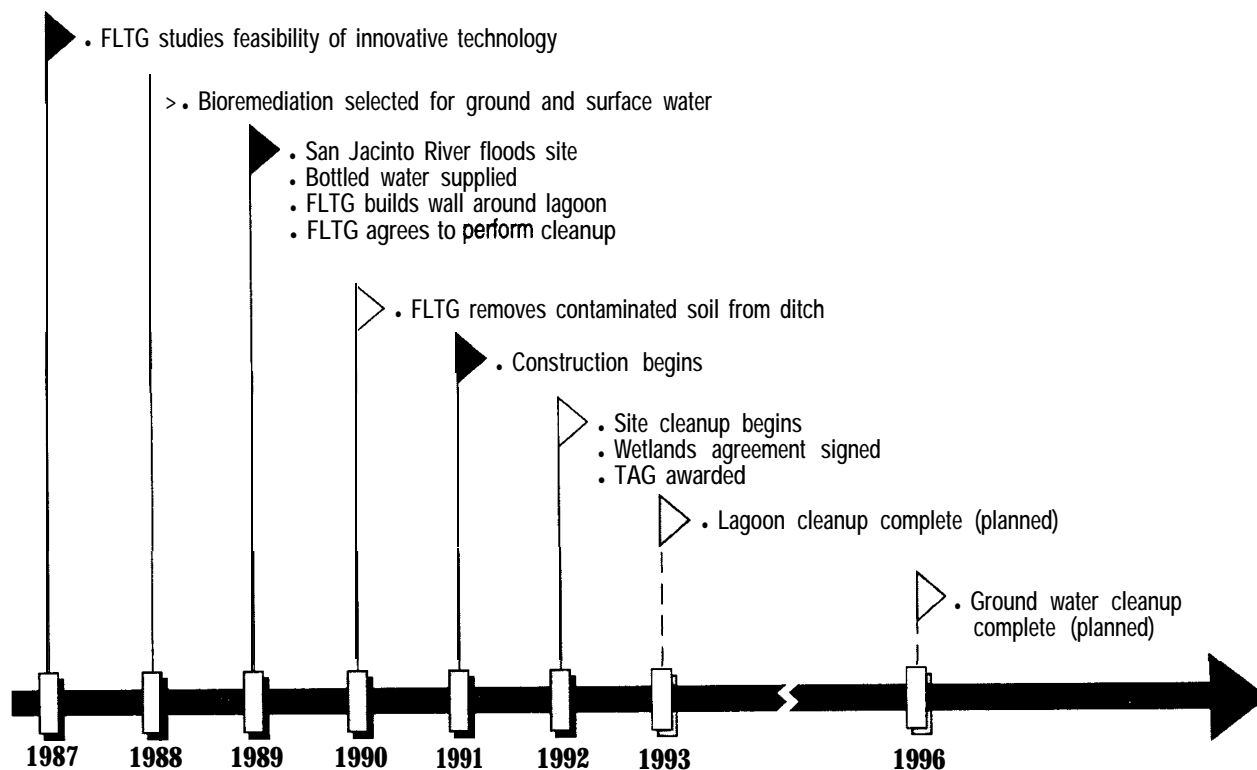 . FLTG studies feasibility of innovative technology
>. Bioremediation selected for ground and surface water
. San Jacinto River floods site
. Bottled water supplied
. FLTG builds wall around lagoon
. FLTG agrees to perform cleanup
. FLTG removes contaminated soil from ditch
. Construction begins
. Site cleanup begins
. Wetlands agreement signed
. TAG awarded
. Lagoon cleanup complete (planned)
. Ground water cleanup
complete (planned)
1987 1988 1989 1990 1991 1992 1993 1996